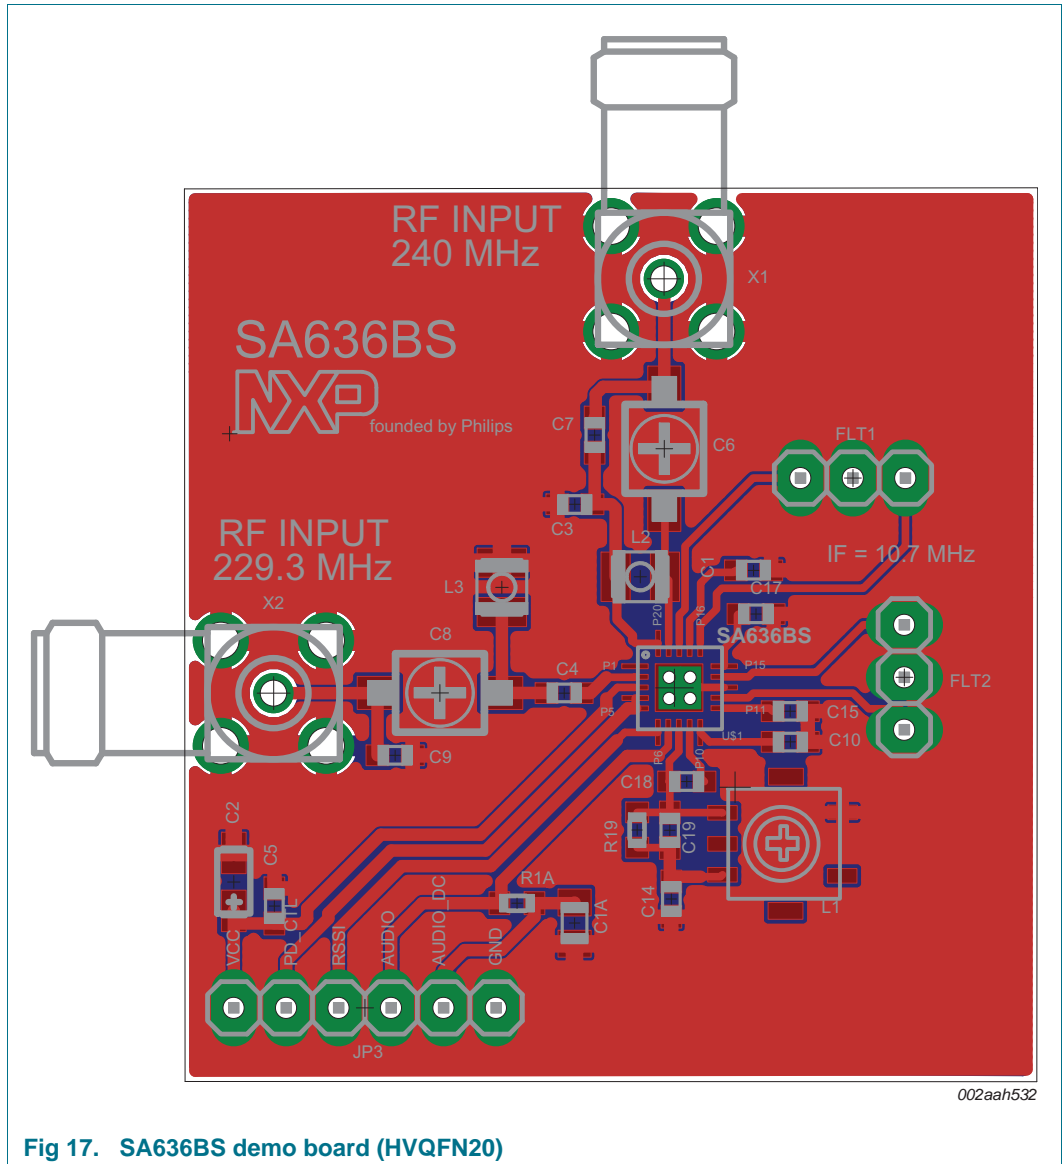 RF INPUT
240 MHz
X1
SA636BS
NXP
founded by Philips
C7
C6
FLT1
C3
RF INPUT
229.3 MHz
L2
IF = 10.7 MHz
C1
C17
L3
X2
P20
P16
SA636BS
C8
C4
P1
P15
FLT2
P5
P11
C15
U$1
C10
C9
P6
P10
C18
C2
C5
R19
C19
R1A
C14
C1A
L1
VCC
PD_CTL
RSSI
AUDIO
AUDIO_DC
GND
JP3
002aah532
Fig 17. SA636BS demo board (HVQFN20)